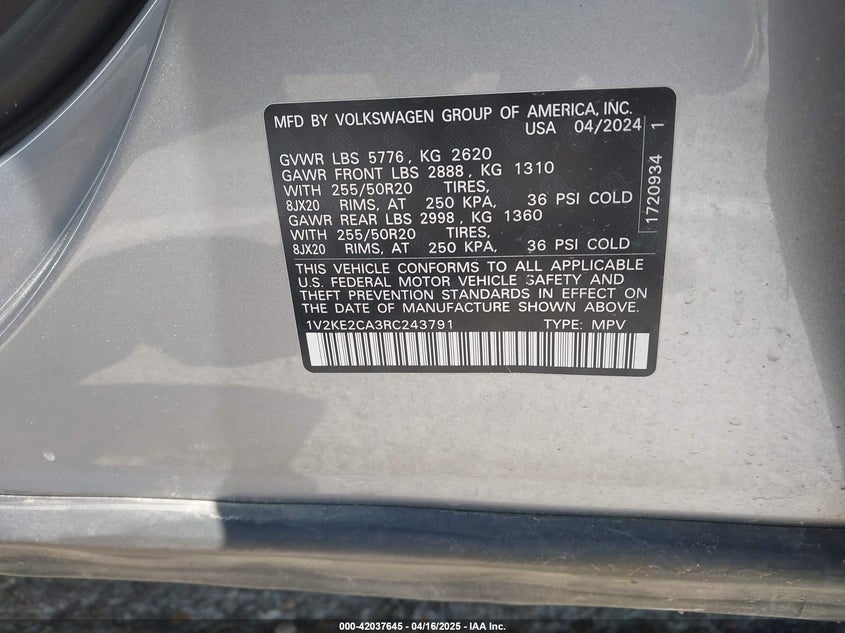 MFD BY VOLKSWAGEN GROUP OF AMERICA, INC.
USA 04/2024
GVWR LBS 5776, KG 2620
GAWR FRONT LBS 2888, KG 1310
WITH 255/50R20 TIRES,
8JX20 RIMS, AT 250 KPA, 36 PSI COLD
GAWR REAR LBS 2998, KG 1360
WITH 255/50R20 TIRES,
8JX20 RIMS, AT 250 KPA, 36 PSI COLD
THIS VEHICLE CONFORMS TO ALL APPLICABLE
U.S. FEDERAL MOTOR VEHICLE SAFETY AND
THEFT PREVENTION STANDARDS IN EFFECT ON
THE DATE OF MANUFACTURE SHOWN ABOVE.
1V2KE2CA3RC243791 TYPE: MPV
1720934 1
000-42037645 - 04/16/2025 - IAA Inc.